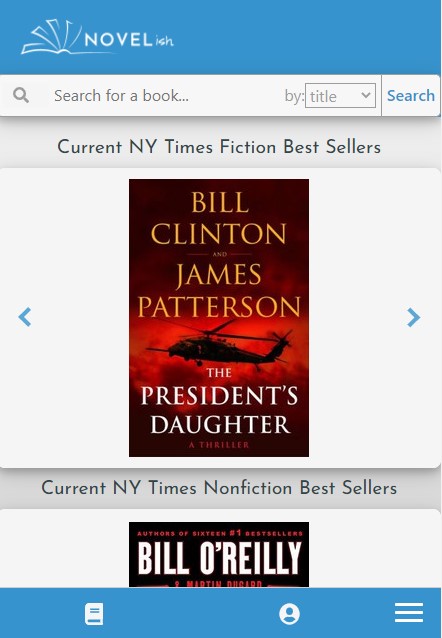 NOVELish
Search for a book... by: title Search
Current NY Times Fiction Best Sellers
BILL
CLINTON
AND
JAMES
PATTERSON
THE
PRESIDENT'S
DAUGHTER
A THRILLER
Current NY Times Nonfiction Best Sellers
AUTHORS OF SIXTEEN #1 BESTSELLERS
BILL O'REILLY
& MARTIN DUGARD